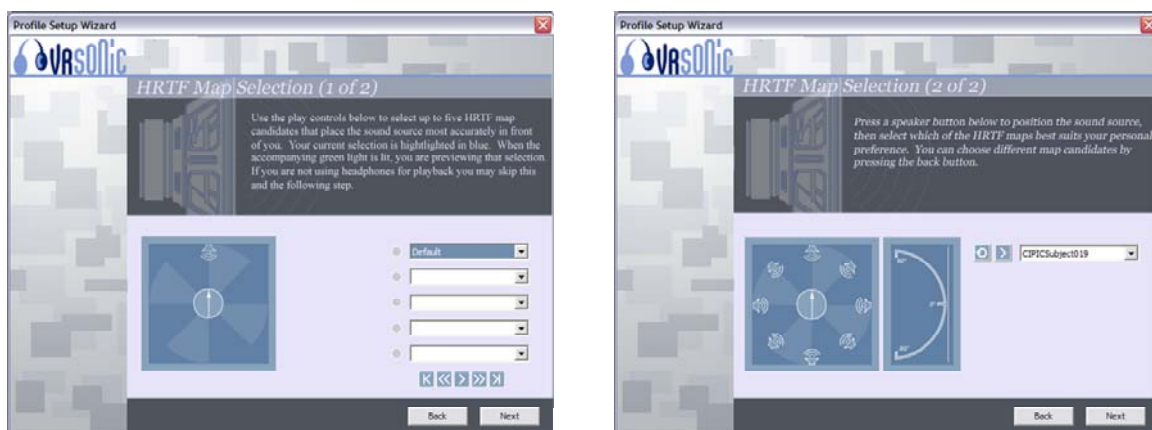 Profile Setup Wizard
VRSONIC
HRTF Map Selection (1 of 2)
Use the play controls below to select up to five HRTF map
candidates that place the sound source most accurately in front
of you. Your current selection is hightlighted in blue. When the
accompanying green light is lit, you are previewing that selection.
If you are not using headphones for playback you may skip this
and the following step.
Default
Back Next
Profile Setup Wizard
VRSONIC
HRTF Map Selection (2 of 2)
Press a speaker button below to position the sound source,
then select which of the HRTF maps best suits your personal
preference. You can choose different map candidates by
pressing the back button.
CIPICSubject019
Back Next